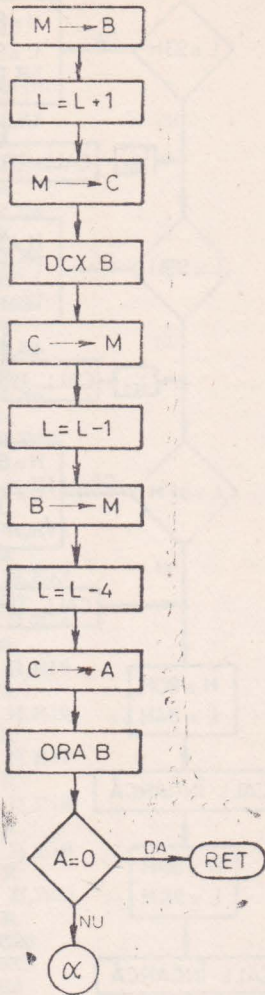 M → B
L = L+1
M → C
DCX B
C → M
L = L-1
B → M
L = L-4
C → A
ORA B
A=0
DA
RET
NU
α